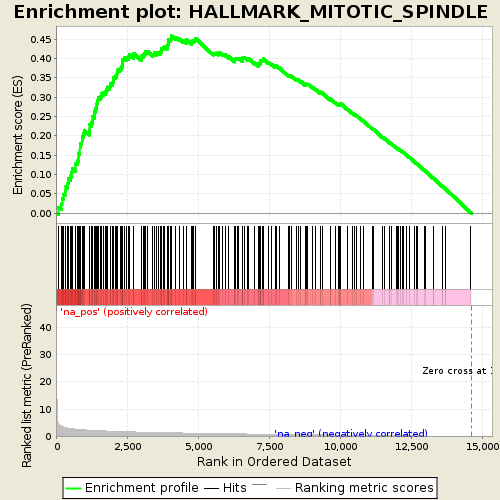 Enrichment plot: HALLMARK_MITOTIC_SPINDLE
Enrichment score (ES)
0.45
0.40
0.35
0.30
0.25
0.20
0.15
0.10
0.05
0.00
'na_pos' (positively correlated)
Ranked list metric (PreRanked)
40
30
20
10
0
Zero cross at 1
'na_neg' (negatively correlated)
0 2,500 5,000 7,500 10,000 12,500 15,000
Rank in Ordered Dataset
Enrichment profile Hits Ranking metric scores